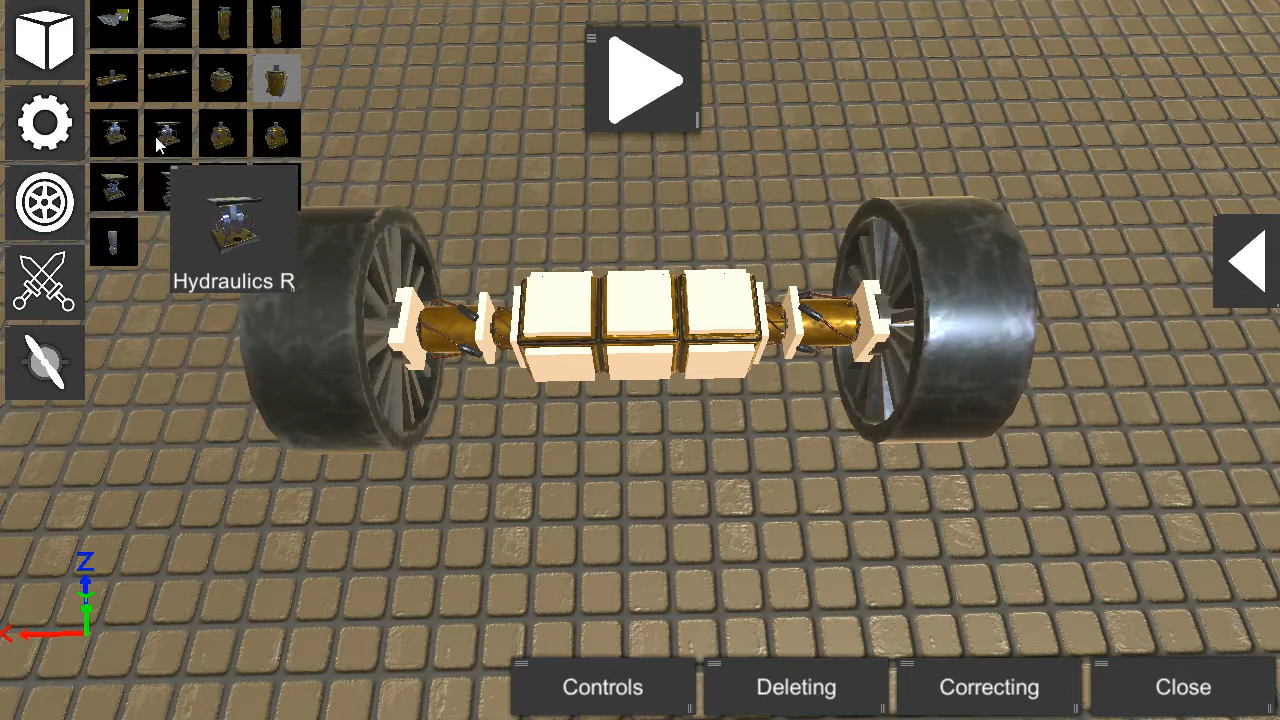 Hydraulics R
Z
X
Controls
Deleting
Correcting
Close